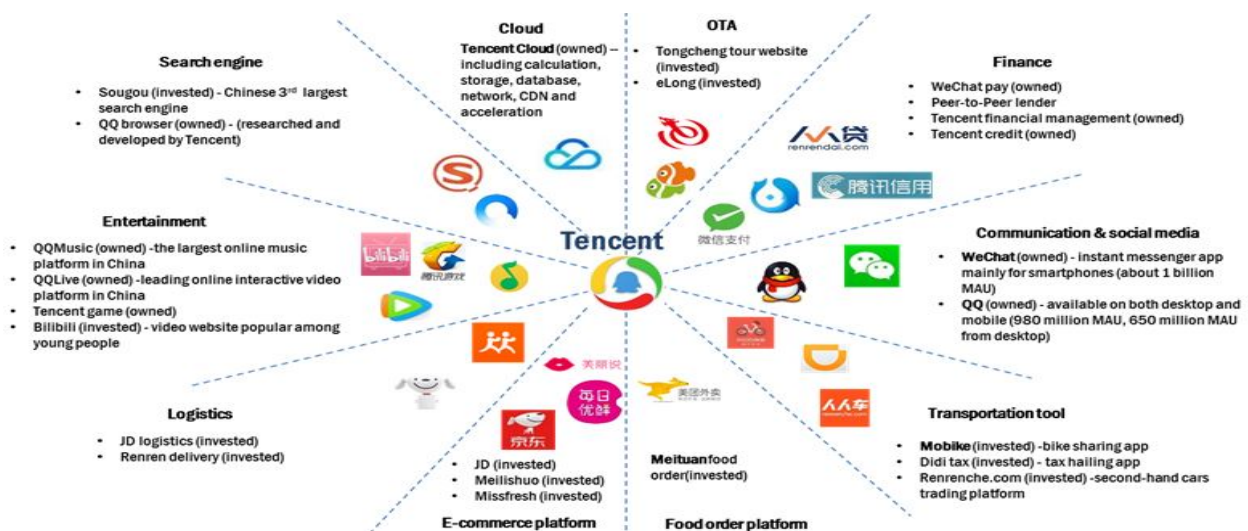 Cloud
Tencent Cloud (owned) –
including calculation,
storage, database,
network, CDN and
acceleration
OTA
• Tongcheng tour website
(invested)
• eLong (invested)
Search engine
• Sougou (invested) - Chinese 3rd largest
search engine
• QQ browser (owned) - (researched and
developed by Tencent)
Finance
• WeChat pay (owned)
• Peer-to-Peer lender
• Tencent financial management (owned)
• Tencent credit (owned)
人人贷
renrendai.com
腾讯信用
微信支付
Entertainment
• QQMusic (owned) -the largest online music
platform in China
• QQLive (owned) -leading online interactive video
platform in China
• Tencent game (owned)
• Bilibili (invested) - video website popular among
young people
bilibili
腾讯游戏
Tencent
Communication & social media
• WeChat (owned) - instant messenger app
mainly for smartphones (about 1 billion
MAU)
• QQ (owned) - available on both desktop and
mobile (980 million MAU, 650 million MAU
from desktop)
美丽说
每日
优鲜
京东
美团外卖
人人车
Logistics
• JD logistics (invested)
• Renren delivery (invested)
• JD (invested)
• Meilishuo (invested)
• Missfresh (invested)
E-commerce platform
Meituan food
order(invested)
Food order platform
Transportation tool
• Mobike (invested) -bike sharing app
• Didi tax (invested) - tax hailing app
• Renrenche.com (invested) -second-hand cars
trading platform